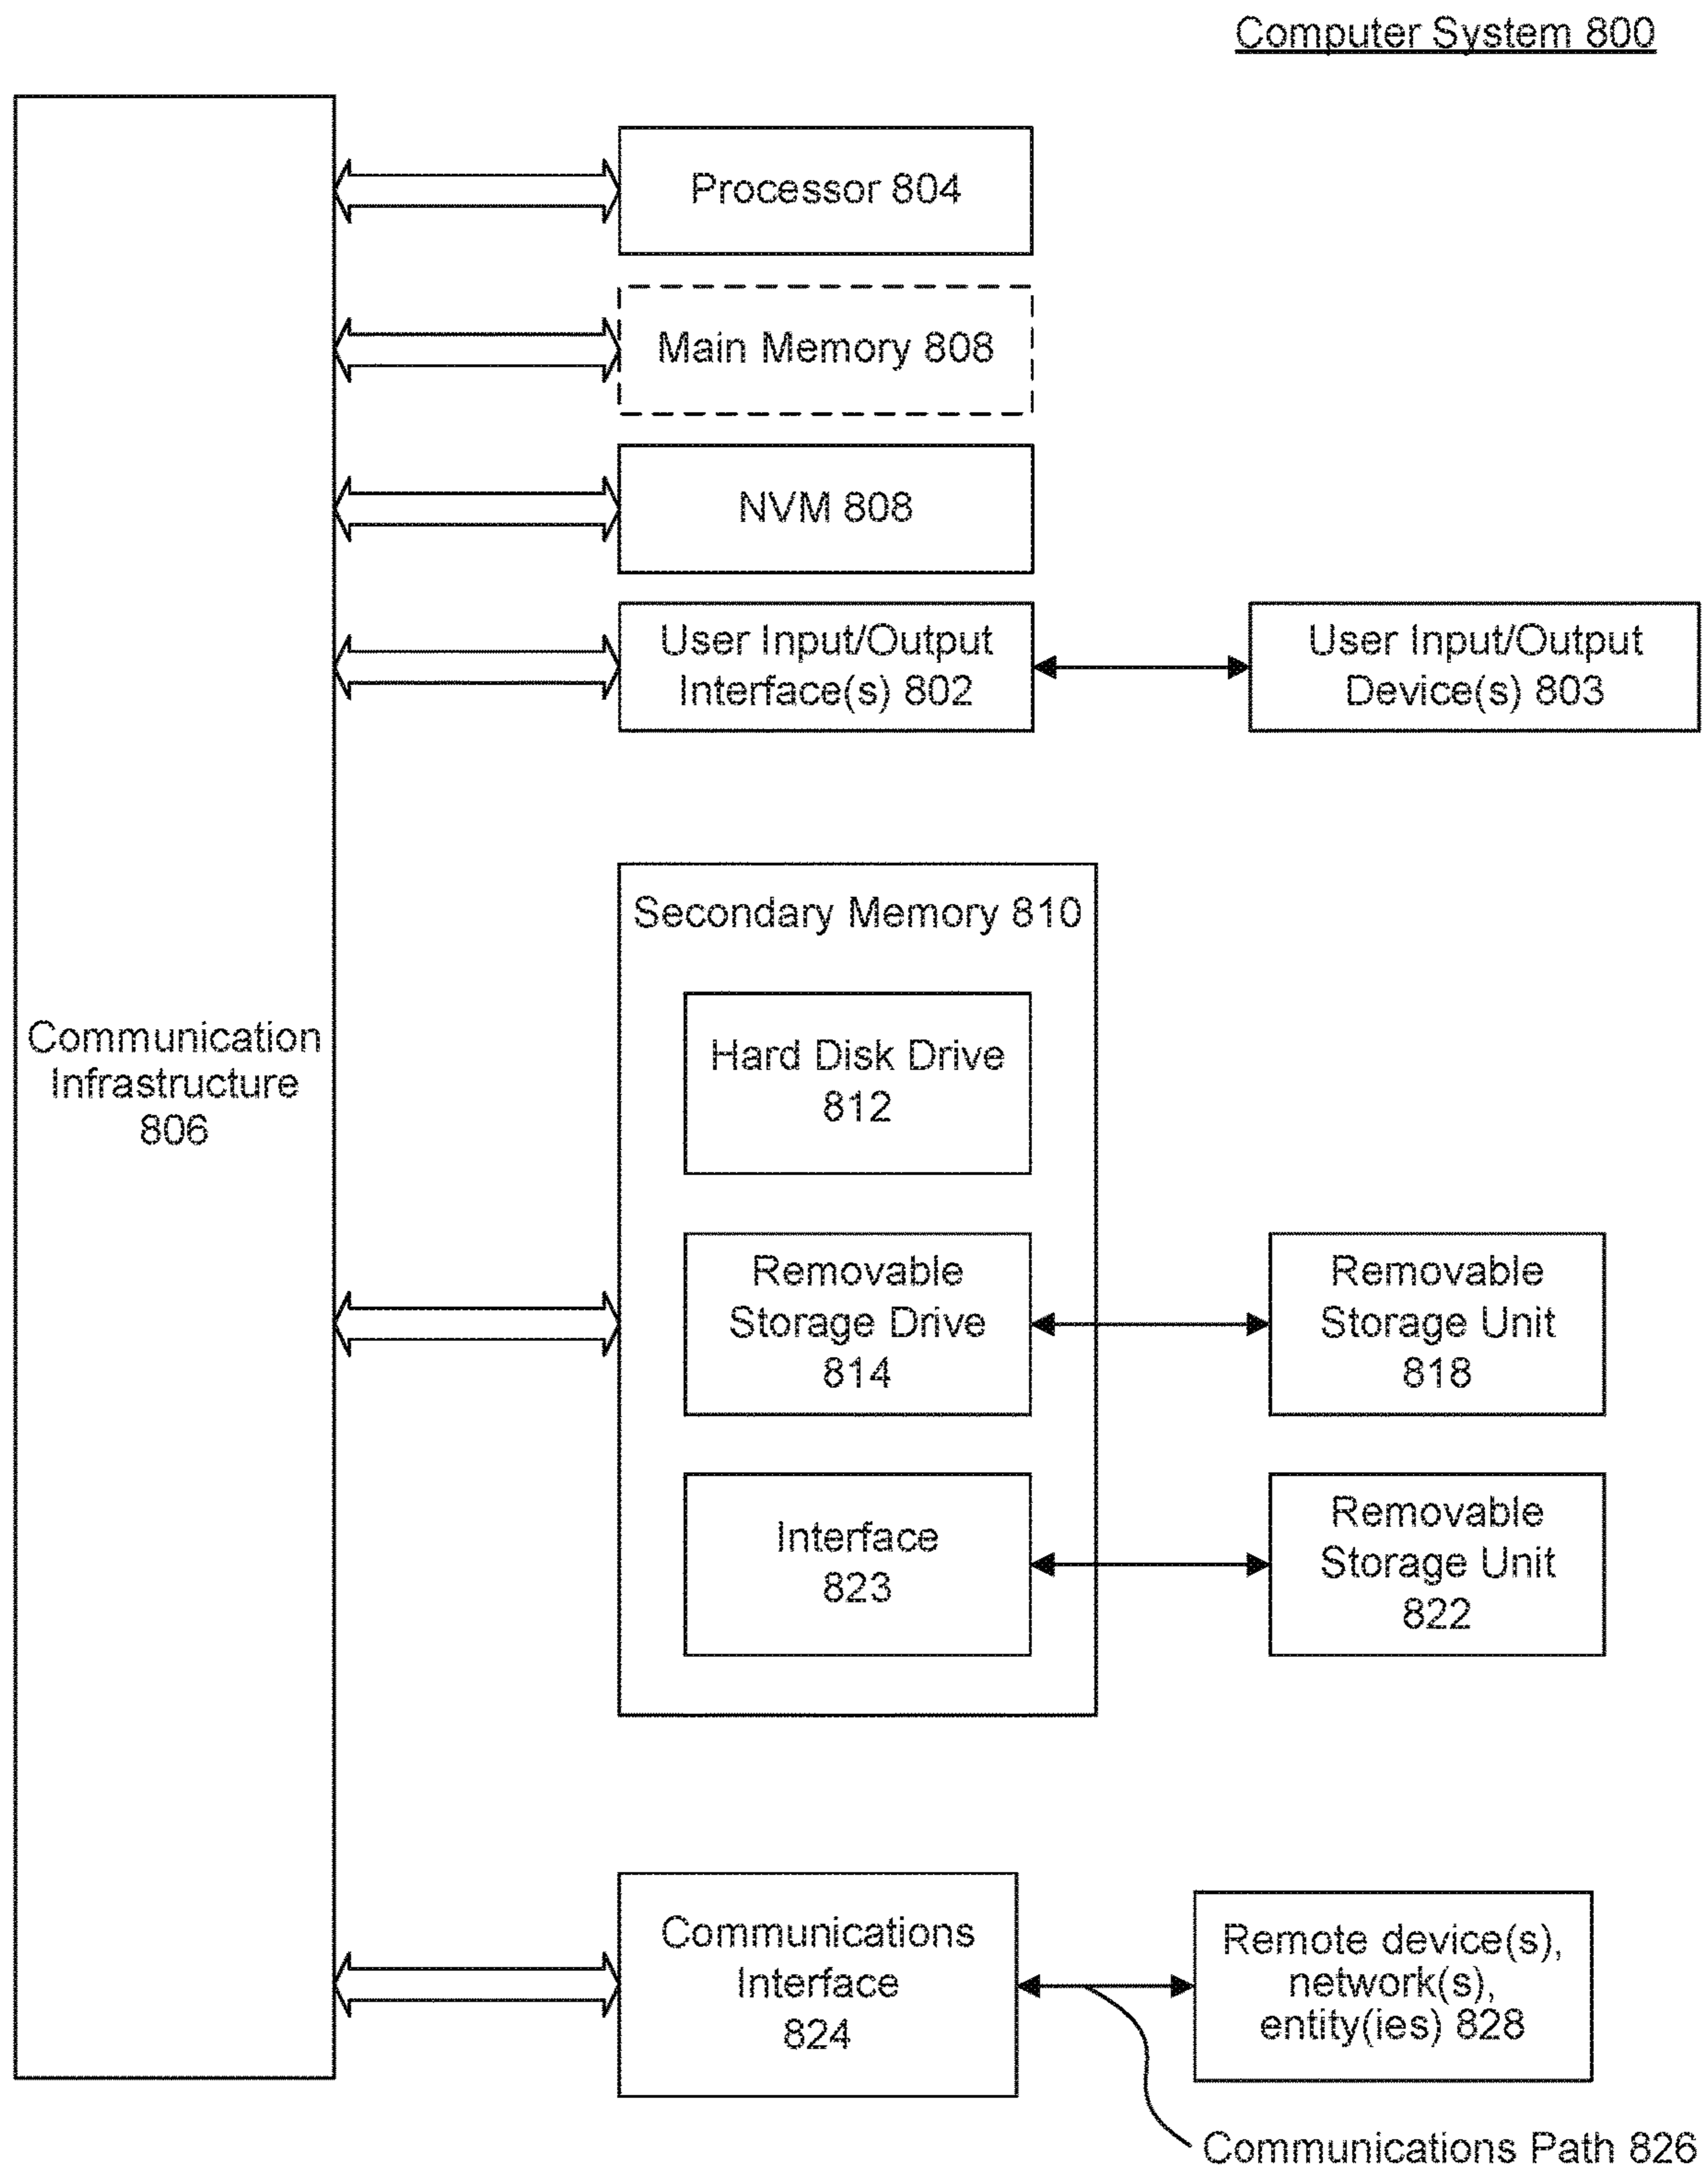 Computer System 800
Processor 804
Main Memory 808
NVM 808
User Input/Output
Interface(s) 802
User Input/Output
Device(s) 803
Secondary Memory 810
Hard Disk Drive
812
Communication
Infrastructure
806
Removable
Storage Drive
814
Removable
Storage Unit
818
Interface
823
Removable
Storage Unit
822
Communications
Interface
824
Remote device(s),
network(s),
entity(ies) 828
Communications Path 826